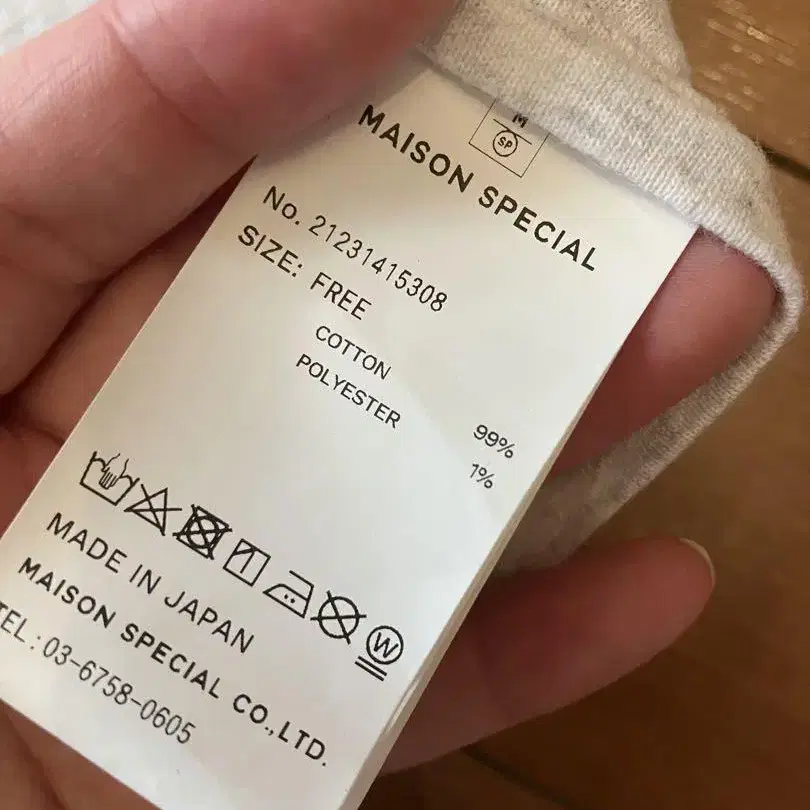 M
SP
MAISON SPECIAL
No. 21231415308
SIZE: FREE
COTTON 99%
POLYESTER 1%
W
MADE IN JAPAN
MAISON SPECIAL CO.,LTD.
TEL：03-6758-0605